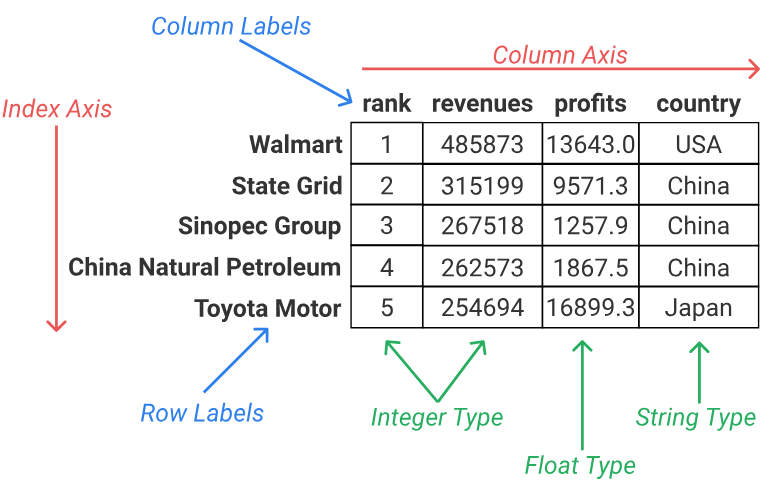 Column Labels
Column Axis
Index Axis
rank revenues profits country
Walmart 1 485873 13643.0 USA
State Grid 2 315199 9571.3 China
Sinopec Group 3 267518 1257.9 China
China Natural Petroleum 4 262573 1867.5 China
Toyota Motor 5 254694 16899.3 Japan
Row Labels
Integer Type
String Type
Float Type